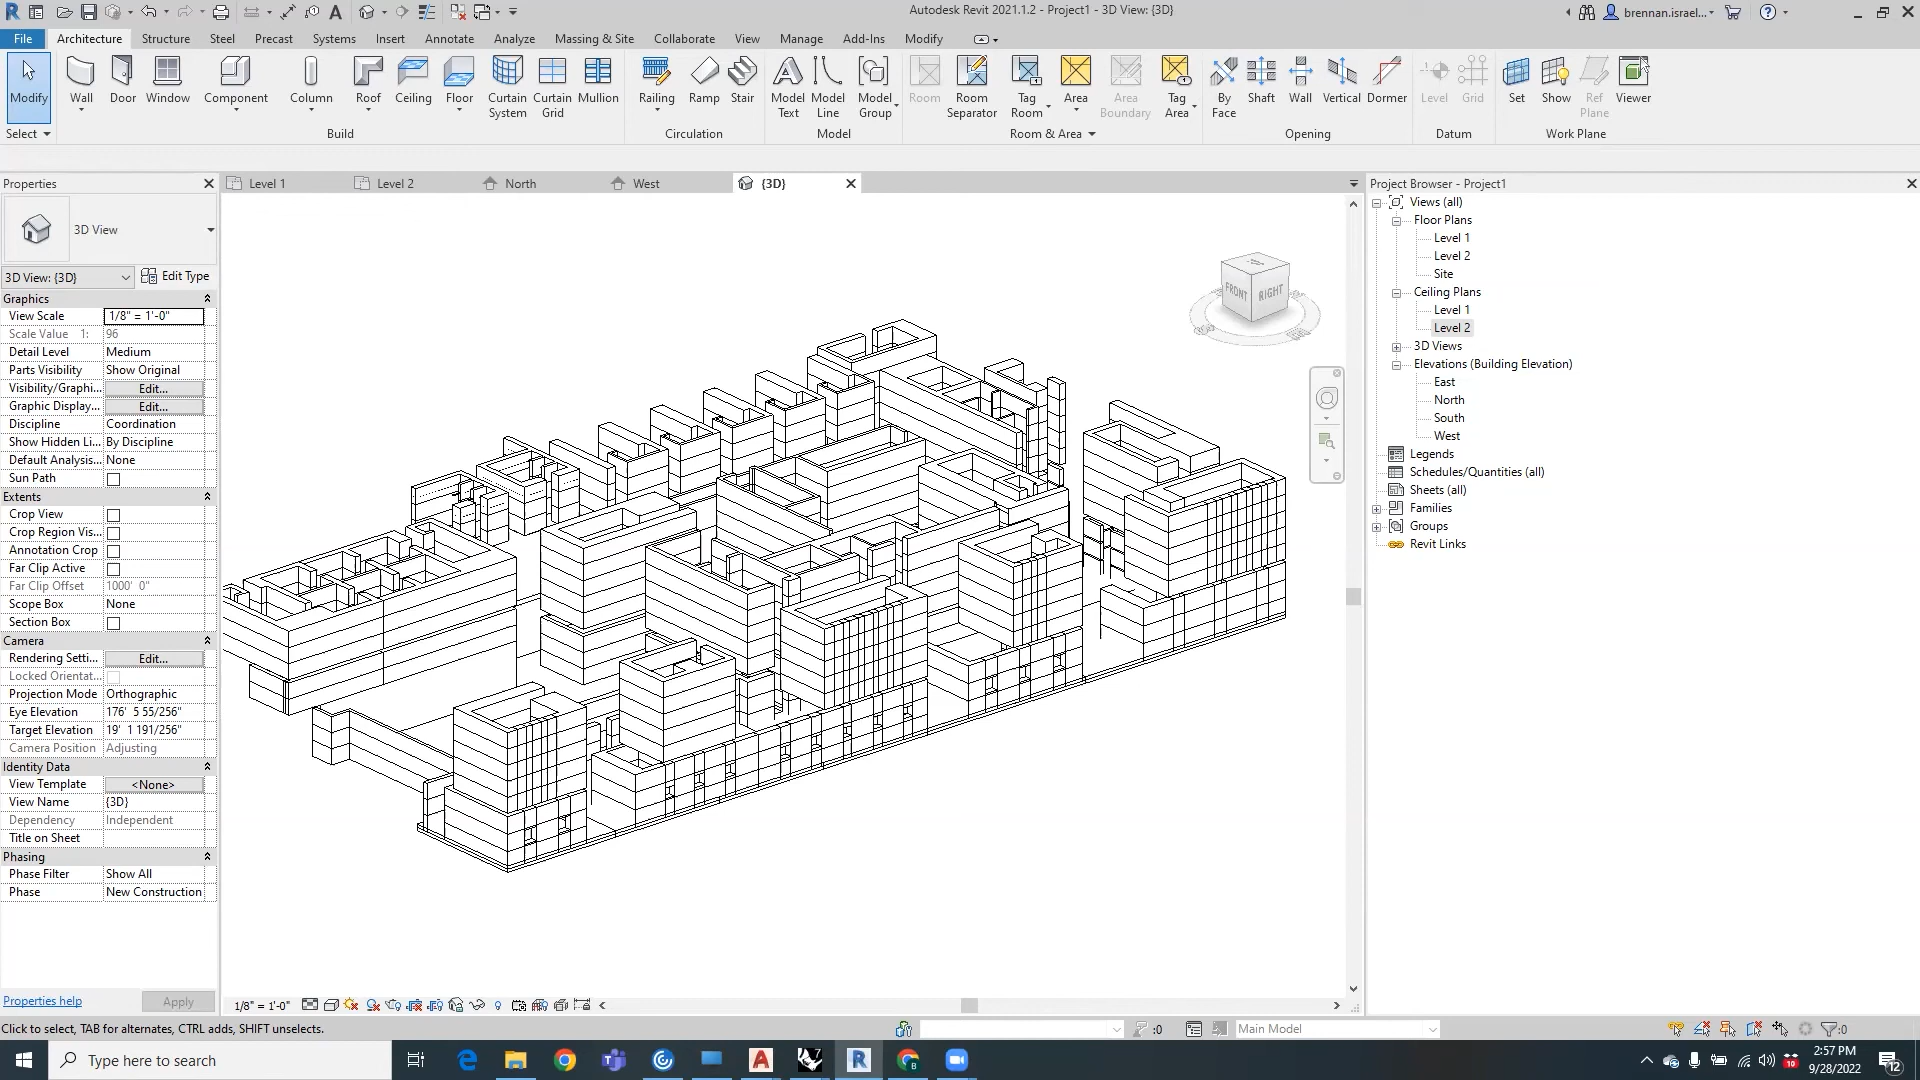 Autodesk Revit 2021.1.2 - Project1 - 3D View: {3D}
brennan.israel...
File Architecture Structure Steel Precast Systems Insert Annotate Analyze Massing & Site Collaborate View Manage Add-Ins Modify
Modify Wall Door Window Component Column Roof Ceiling Floor Curtain System Curtain Grid Mullion Railing Ramp Stair Model Text Model Line Model Group Room Room Separator Tag Room Area Area Boundary Tag Area By Face Shaft Wall Vertical Dormer Level Grid Set Show Ref Plane Viewer
Select Build Circulation Model Room & Area Opening Datum Work Plane
Properties
Level 1 Level 2 North West {3D}
Project Browser - Project1
3D View
3D View: {3D} Edit Type
Graphics
View Scale 1/8" = 1'-0"
Scale Value 1: 96
Detail Level Medium
Parts Visibility Show Original
Visibility/Graphi... Edit...
Graphic Display... Edit...
Discipline Coordination
Show Hidden Li... By Discipline
Default Analysis... None
Sun Path
Extents
Crop View
Crop Region Vis...
Annotation Crop
Far Clip Active
Far Clip Offset 1000' 0"
Scope Box None
Section Box
Camera
Rendering Setti... Edit...
Locked Orientat...
Projection Mode Orthographic
Eye Elevation 176' 5 55/256"
Target Elevation 19' 1 191/256"
Camera Position Adjusting
Identity Data
View Template <None>
View Name {3D}
Dependency Independent
Title on Sheet
Phasing
Phase Filter Show All
Phase New Construction
Properties help Apply
FRONT RIGHT
Views (all)
Floor Plans
Level 1
Level 2
Site
Ceiling Plans
Level 1
Level 2
3D Views
Elevations (Building Elevation)
East
North
South
West
Legends
Schedules/Quantities (all)
Sheets (all)
Families
Groups
Revit Links
1/8" = 1'-0"
Click to select, TAB for alternates, CTRL adds, SHIFT unselects.
:0 Main Model :0
Type here to search
2:57 PM
9/28/2022
12